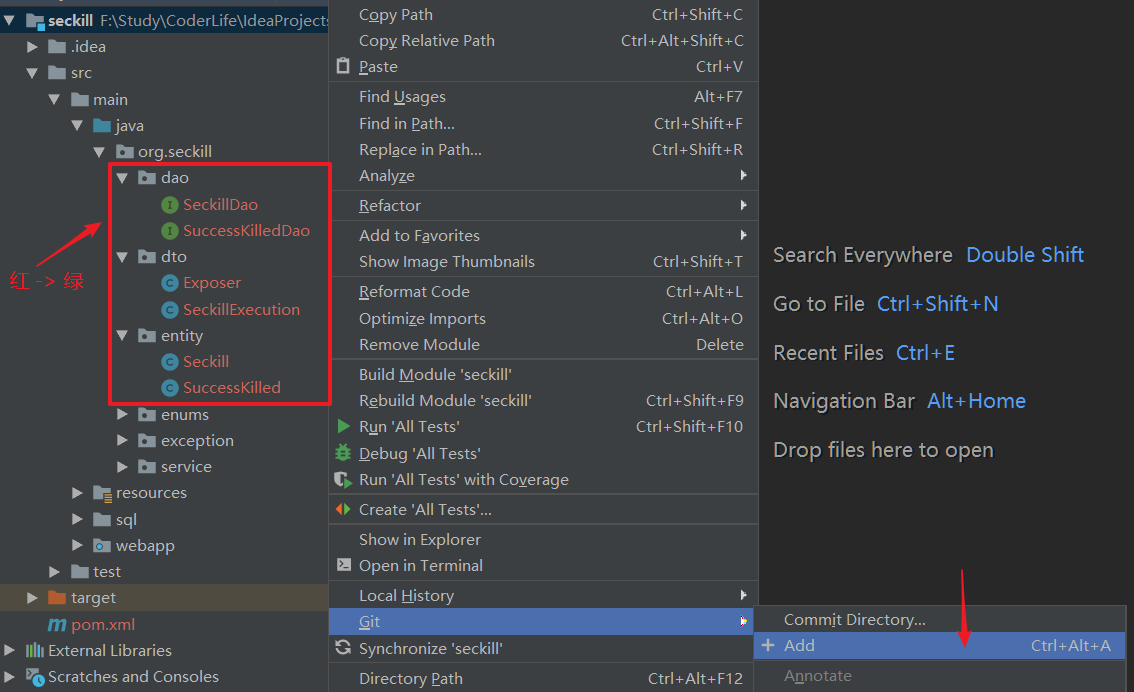 seckill F:\Study\CoderLife\IdeaProjects
.idea
src
main
java
org.seckill
dao
SeckillDao
SuccessKilledDao
dto
Exposer
SeckillExecution
entity
Seckill
SuccessKilled
enums
exception
service
resources
sql
webapp
test
target
pom.xml
External Libraries
Scratches and Consoles
红 -> 绿
Copy Path Ctrl+Shift+C
Copy Relative Path Ctrl+Alt+Shift+C
Paste Ctrl+V
Find Usages Alt+F7
Find in Path... Ctrl+Shift+F
Replace in Path... Ctrl+Shift+R
Analyze
Refactor
Add to Favorites
Show Image Thumbnails Ctrl+Shift+T
Reformat Code Ctrl+Alt+L
Optimize Imports Ctrl+Alt+O
Remove Module Delete
Build Module 'seckill'
Rebuild Module 'seckill' Ctrl+Shift+F9
Run 'All Tests' Ctrl+Shift+F10
Debug 'All Tests'
Run 'All Tests' with Coverage
Create 'All Tests'...
Show in Explorer
Open in Terminal
Local History
Git
Synchronize 'seckill'
Directory Path Ctrl+Alt+F12
Commit Directory...
Add Ctrl+Alt+A
Annotate
Search Everywhere Double Shift
Go to File Ctrl+Shift+N
Recent Files Ctrl+E
Navigation Bar Alt+Home
Drop files here to open